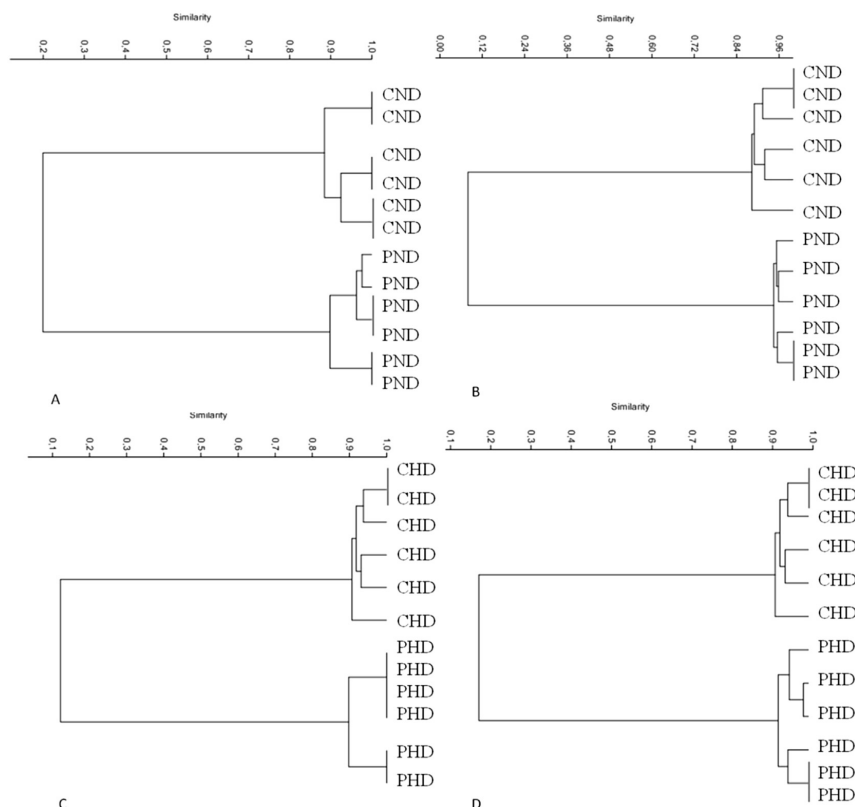 Similarity
0,2 0,3 0,4 0,5 0,6 0,7 0,8 0,9 1,0
CND
CND
CND
CND
CND
CND
PND
PND
PND
PND
PND
PND
A
Similarity
0,00 0,12 0,24 0,36 0,48 0,60 0,72 0,84 0,96
CND
CND
CND
CND
CND
CND
PND
PND
PND
PND
PND
PND
B
Similarity
0,1 0,2 0,3 0,4 0,5 0,6 0,7 0,8 0,9 1,0
CHD
CHD
CHD
CHD
CHD
CHD
PHD
PHD
PHD
PHD
PHD
PHD
C
Similarity
0,1 0,2 0,3 0,4 0,5 0,6 0,7 0,8 0,9 1,0
CHD
CHD
CHD
CHD
CHD
CHD
PHD
PHD
PHD
PHD
PHD
PHD
D